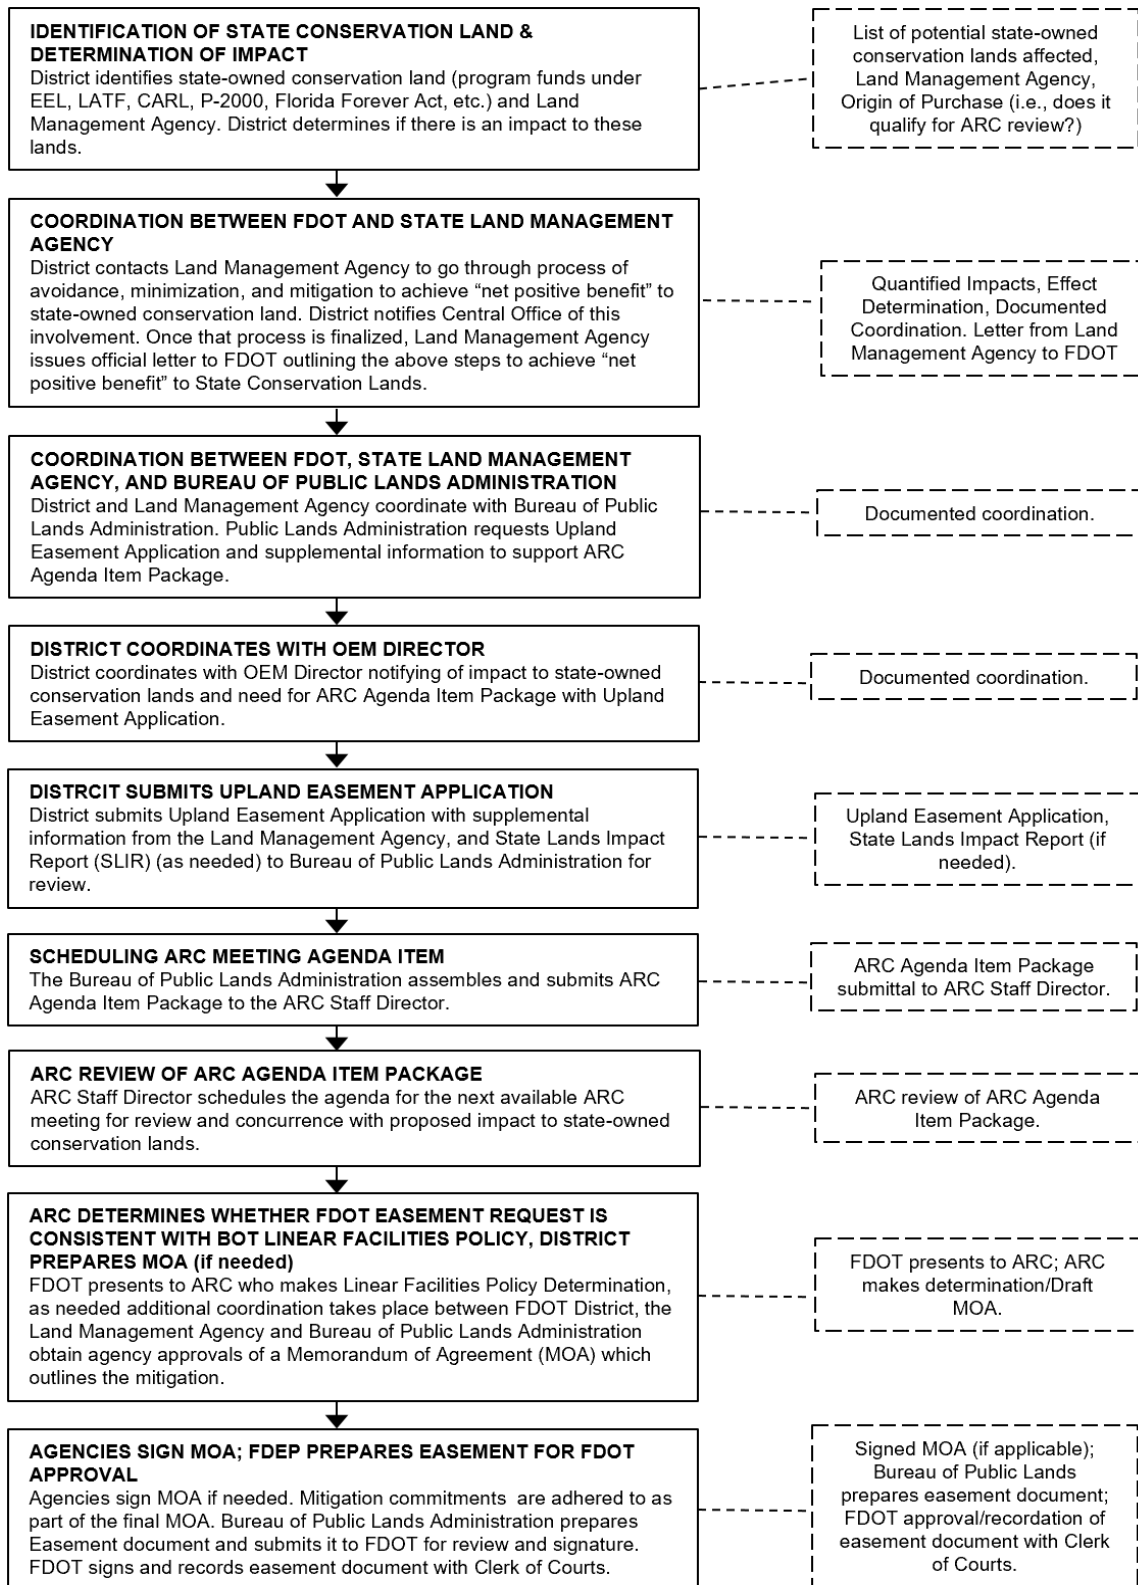 IDENTIFICATION OF STATE CONSERVATION LAND &
DETERMINATION OF IMPACT
District identifies state-owned conservation land (program funds under
EEL, LATF, CARL, P-2000, Florida Forever Act, etc.) and Land
Management Agency. District determines if there is an impact to these
lands.
List of potential state-owned
conservation lands affected,
Land Management Agency,
Origin of Purchase (i.e., does it
qualify for ARC review?)
COORDINATION BETWEEN FDOT AND STATE LAND MANAGEMENT
AGENCY
District contacts Land Management Agency to go through process of
avoidance, minimization, and mitigation to achieve “net positive benefit” to
state-owned conservation land. District notifies Central Office of this
involvement. Once that process is finalized, Land Management Agency
issues official letter to FDOT outlining the above steps to achieve “net
positive benefit” to State Conservation Lands.
Quantified Impacts, Effect
Determination, Documented
Coordination. Letter from Land
Management Agency to FDOT
COORDINATION BETWEEN FDOT, STATE LAND MANAGEMENT
AGENCY, AND BUREAU OF PUBLIC LANDS ADMINISTRATION
District and Land Management Agency coordinate with Bureau of Public
Lands Administration. Public Lands Administration requests Upland
Easement Application and supplemental information to support ARC
Agenda Item Package.
Documented coordination.
DISTRICT COORDINATES WITH OEM DIRECTOR
District coordinates with OEM Director notifying of impact to state-owned
conservation lands and need for ARC Agenda Item Package with Upland
Easement Application.
Documented coordination.
DISTRCIT SUBMITS UPLAND EASEMENT APPLICATION
District submits Upland Easement Application with supplemental
information from the Land Management Agency, and State Lands Impact
Report (SLIR) (as needed) to Bureau of Public Lands Administration for
review.
Upland Easement Application,
State Lands Impact Report (if
needed).
SCHEDULING ARC MEETING AGENDA ITEM
The Bureau of Public Lands Administration assembles and submits ARC
Agenda Item Package to the ARC Staff Director.
ARC Agenda Item Package
submittal to ARC Staff Director.
ARC REVIEW OF ARC AGENDA ITEM PACKAGE
ARC Staff Director schedules the agenda for the next available ARC
meeting for review and concurrence with proposed impact to state-owned
conservation lands.
ARC review of ARC Agenda
Item Package.
ARC DETERMINES WHETHER FDOT EASEMENT REQUEST IS
CONSISTENT WITH BOT LINEAR FACILITIES POLICY, DISTRICT
PREPARES MOA (if needed)
FDOT presents to ARC who makes Linear Facilities Policy Determination,
as needed additional coordination takes place between FDOT District, the
Land Management Agency and Bureau of Public Lands Administration
obtain agency approvals of a Memorandum of Agreement (MOA) which
outlines the mitigation.
FDOT presents to ARC; ARC
makes determination/Draft
MOA.
AGENCIES SIGN MOA; FDEP PREPARES EASEMENT FOR FDOT
APPROVAL
Agencies sign MOA if needed. Mitigation commitments are adhered to as
part of the final MOA. Bureau of Public Lands Administration prepares
Easement document and submits it to FDOT for review and signature.
FDOT signs and records easement document with Clerk of Courts.
Signed MOA (if applicable);
Bureau of Public Lands
prepares easement document;
FDOT approval/recordation of
easement document with Clerk
of Courts.